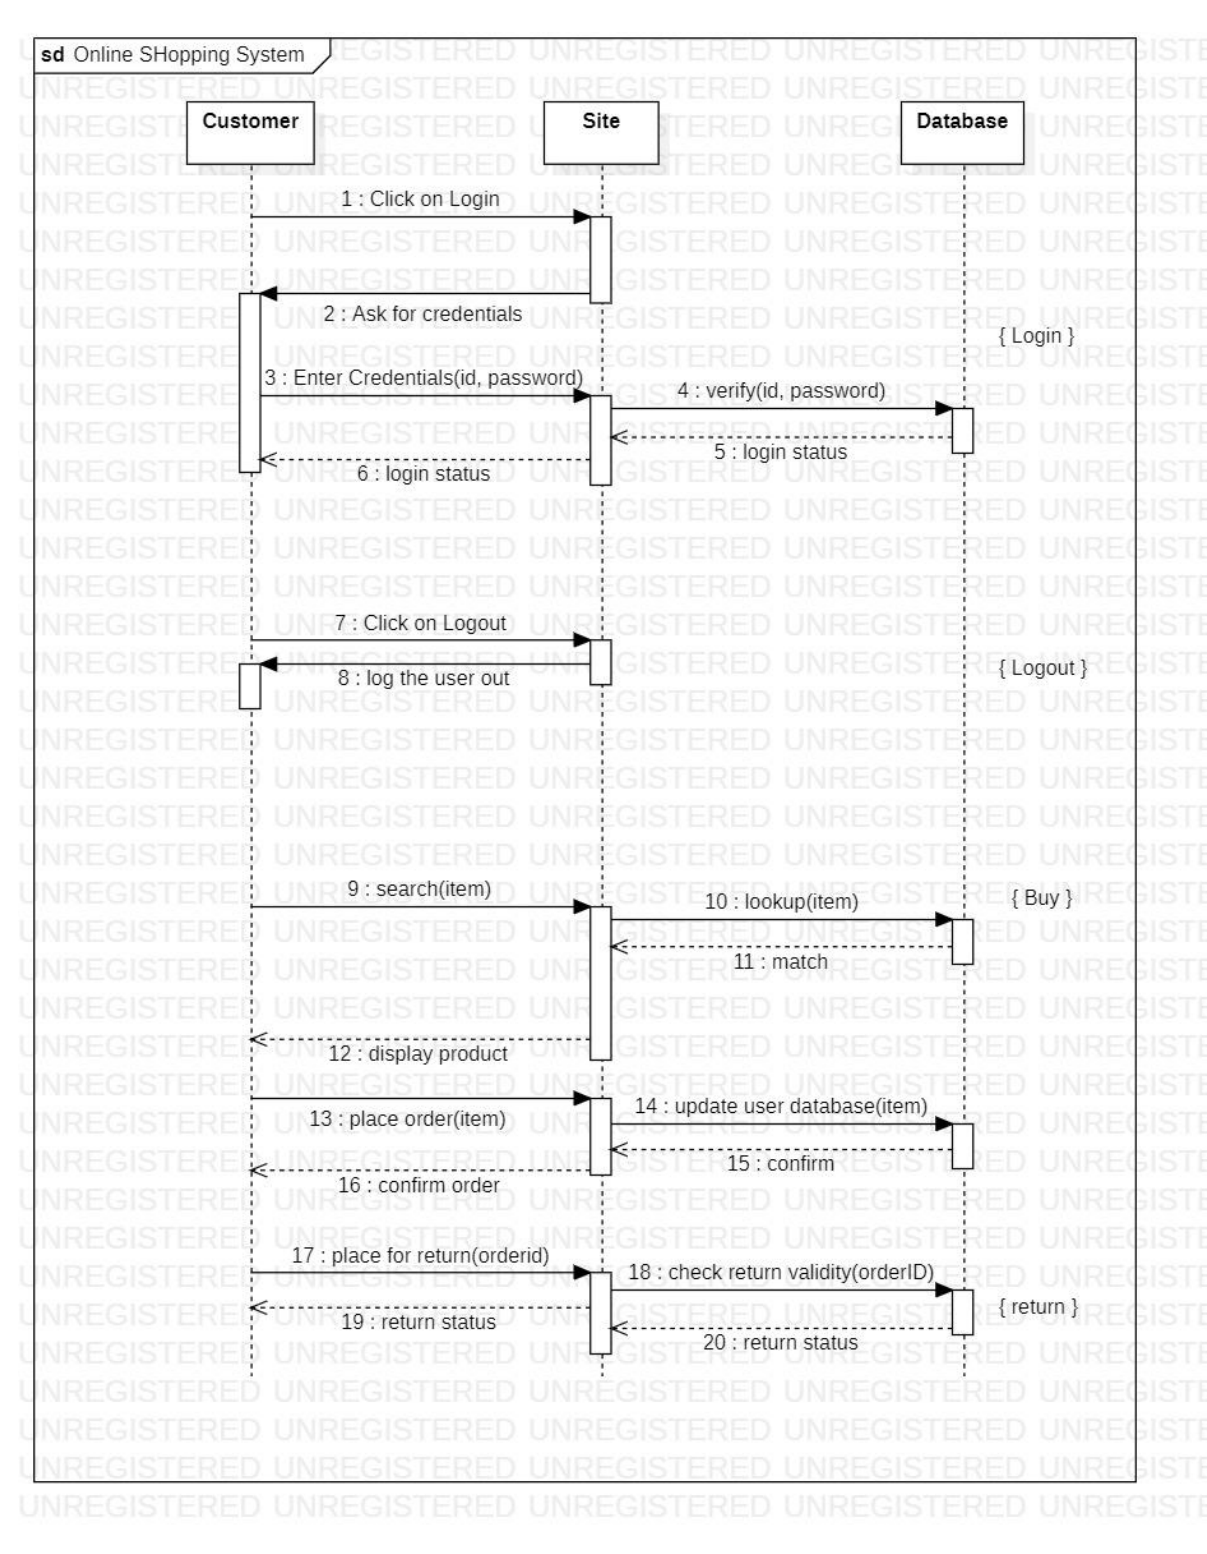 sd Online SHopping System
Customer
Site
Database
1 : Click on Login
2 : Ask for credentials
{ Login }
3 : Enter Credentials(id, password)
4 : verify(id, password)
5 : login status
6 : login status
7 : Click on Logout
8 : log the user out
{ Logout }
9 : search(item)
10 : lookup(item)
{ Buy }
11 : match
12 : display product
13 : place order(item)
14 : update user database(item)
15 : confirm
16 : confirm order
17 : place for return(orderid)
18 : check return validity(orderID)
{ return }
19 : return status
20 : return status
UNREGISTERED UNREGISTERED UNREGISTERED UNREGISTERED UNREGISTE